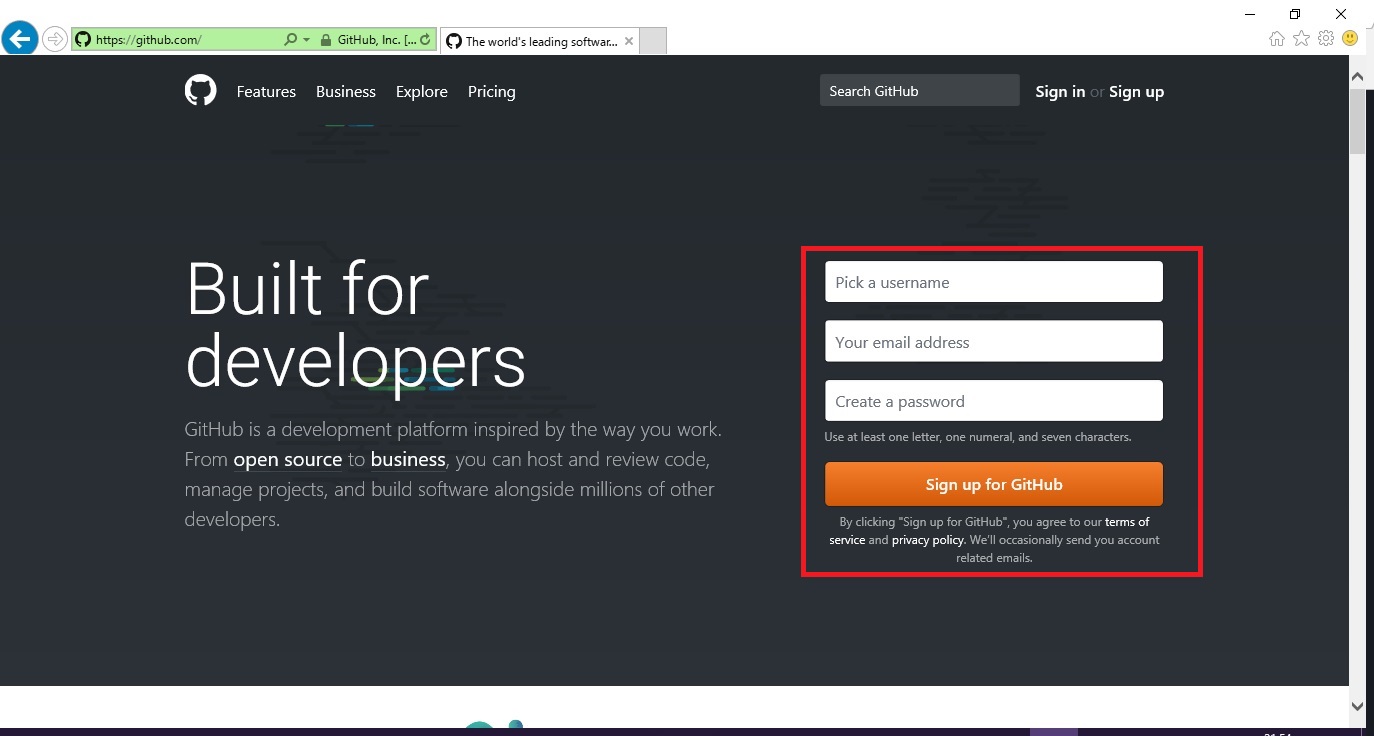 https://github.com/
GitHub, Inc. [...
The world's leading softwar...
Features Business Explore Pricing
Search GitHub
Sign in or Sign up
Built for
developers
GitHub is a development platform inspired by the way you work.
From open source to business, you can host and review code,
manage projects, and build software alongside millions of other
developers.
Pick a username
Your email address
Create a password
Use at least one letter, one numeral, and seven characters.
Sign up for GitHub
By clicking "Sign up for GitHub", you agree to our terms of
service and privacy policy. We'll occasionally send you account
related emails.